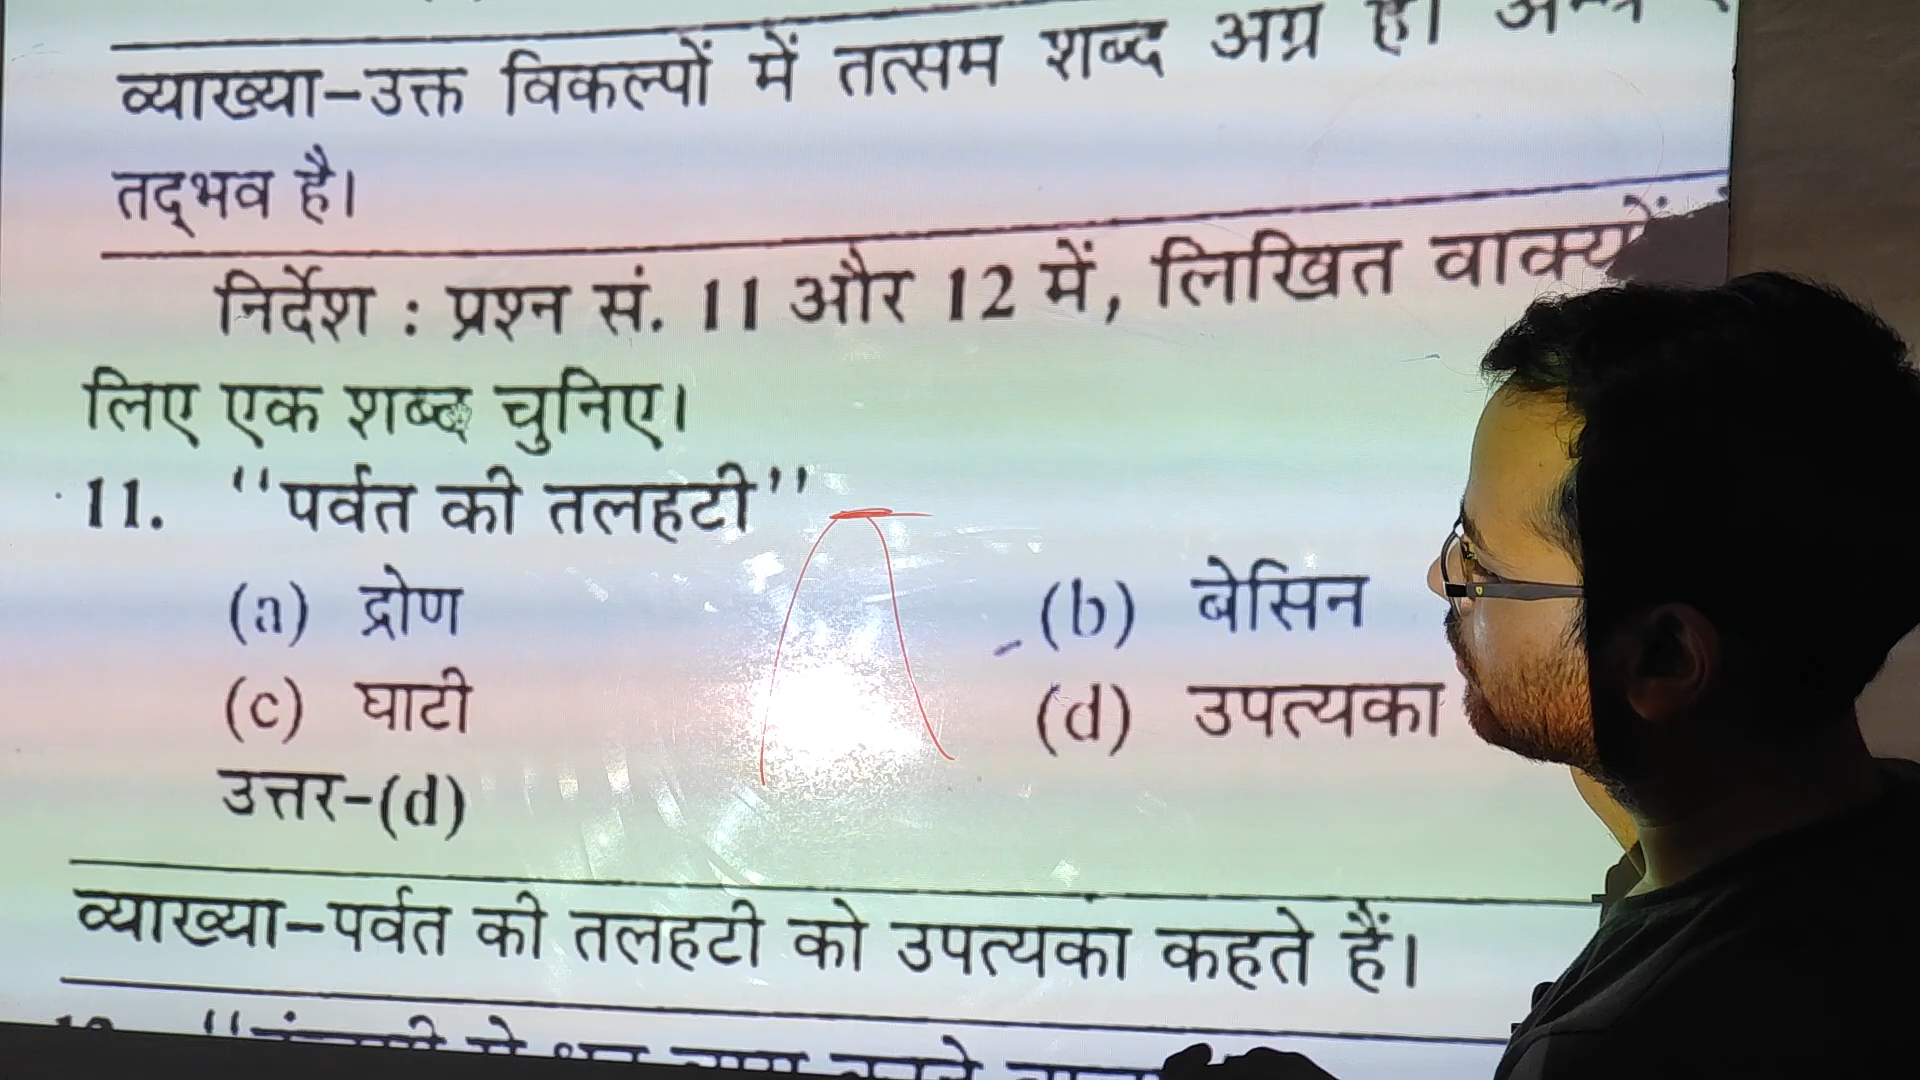 व्याख्या–उक्त विकल्पों में तत्सम शब्द अग्र है।
तद्‌भव है।
निर्देश : प्रश्न सं. 11 और 12 में, लिखित वाक्यों
लिए एक शब्द चुनिए।
11. "पर्वत की तलहटी"
(a) द्रोण (b) बेसिन
(c) घाटी (d) उपत्यका
उत्तर–(d)
व्याख्या–पर्वत की तलहटी को उपत्यका कहते हैं।